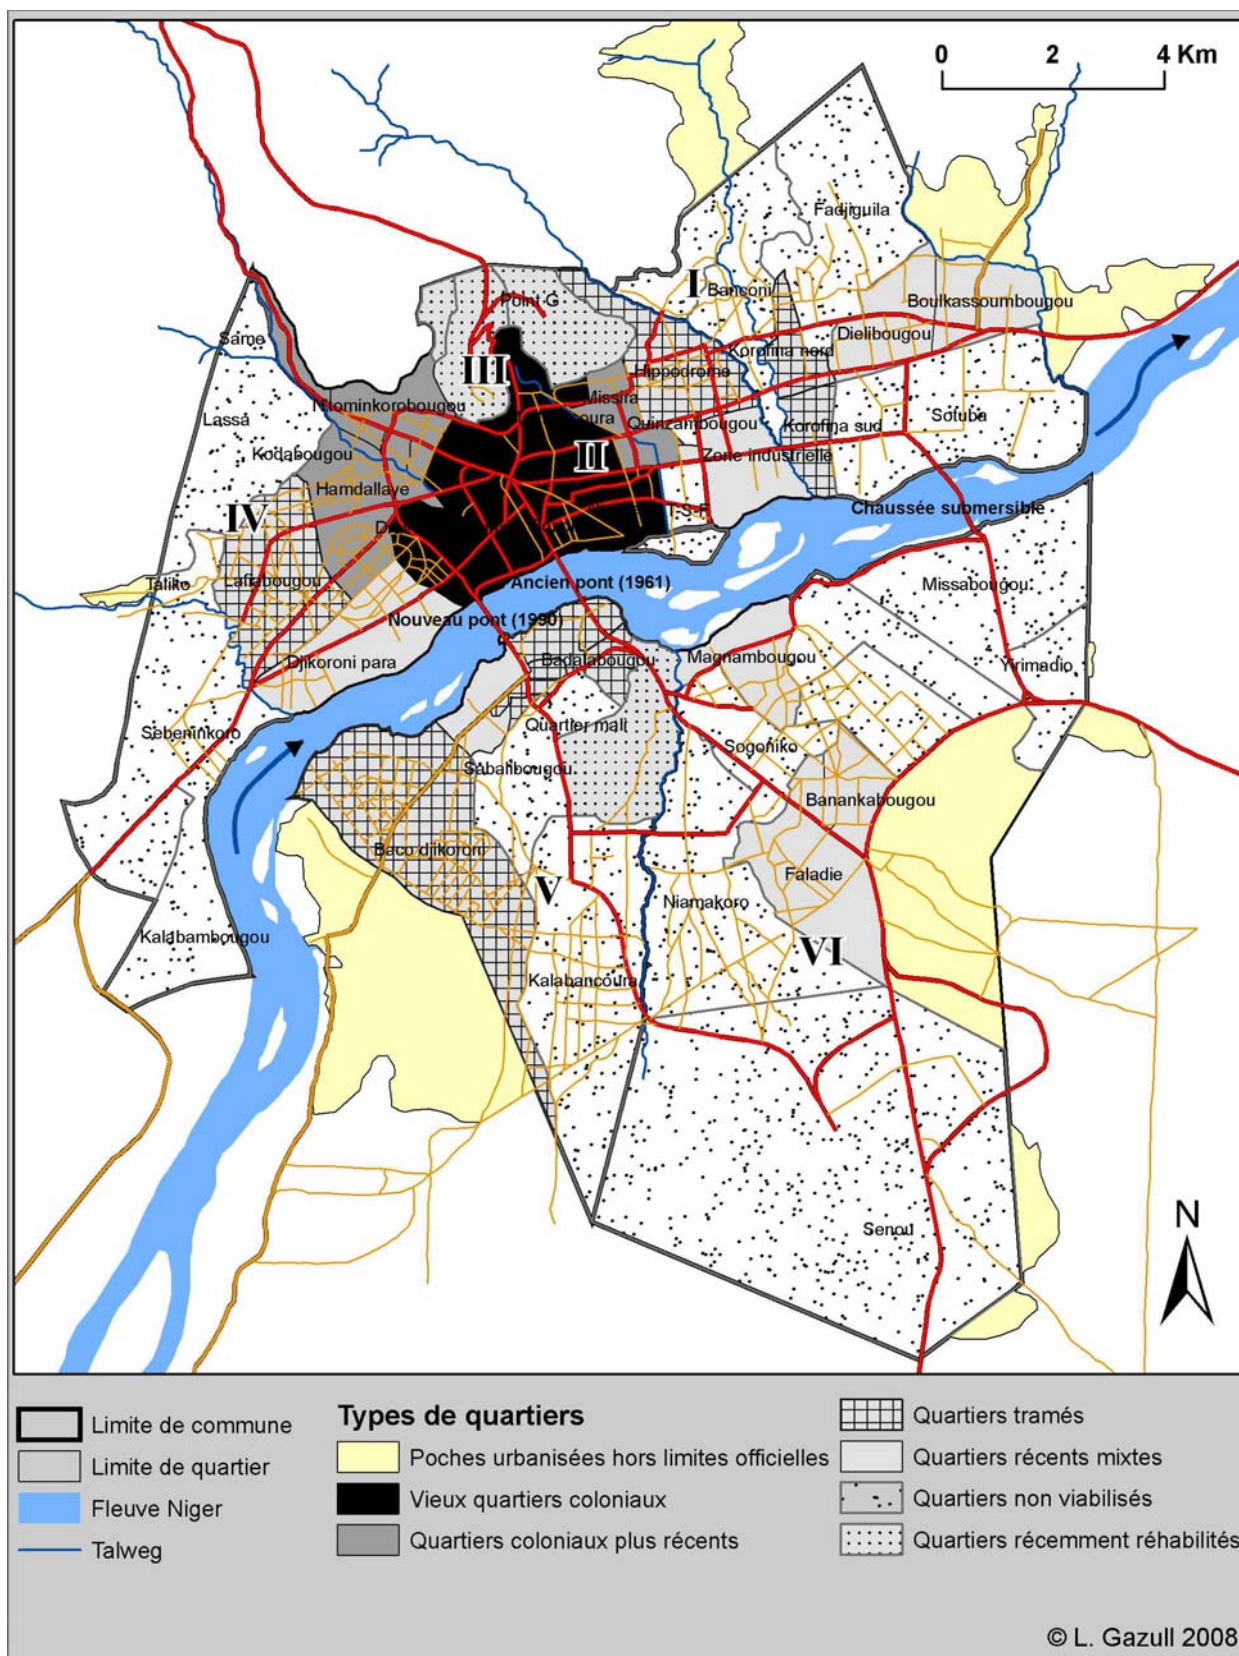 0 2 4 Km
Fadjiguila
I
Banconi
Point G
Boulkassoumbougou
Same
Dielibougou
Korofina nord
III
Hippodrome
Missira
Ntominkorobougou
Lassa
Quinzambougou
Korofina sud
Sotuba
Kodabougou
II
Zone industrielle
Hamdallaye
IV
T-S-F
Chaussée submersible
Taliko
Lafiabougou
Ancien pont (1961)
Missabougou
Nouveau pont (1990)
Djikoroni para
Badalabougou
Magnambougou
Yirimadio
Sebeninkoro
Quartier mali
Sogoniko
Sabalibougou
Banankabougou
Baco djikoroni
Faladie
V
Niamakoro
Kalabambougou
VI
Kalabancoura
N
Senou
Limite de commune
Limite de quartier
Fleuve Niger
Talweg
Types de quartiers
Poches urbanisées hors limites officielles
Vieux quartiers coloniaux
Quartiers coloniaux plus récents
Quartiers tramés
Quartiers récents mixtes
Quartiers non viabilisés
Quartiers récemment réhabilités
© L. Gazull 2008